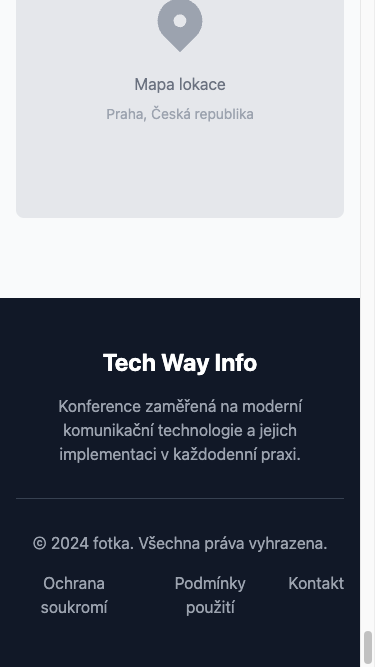 Mapa lokace
Praha, Česká republika
Tech Way Info
Konference zaměřená na moderní
komunikační technologie a jejich
implementaci v každodenní praxi.
© 2024 fotka. Všechna práva vyhrazena.
Ochrana
soukromí
Podmínky
použití
Kontakt